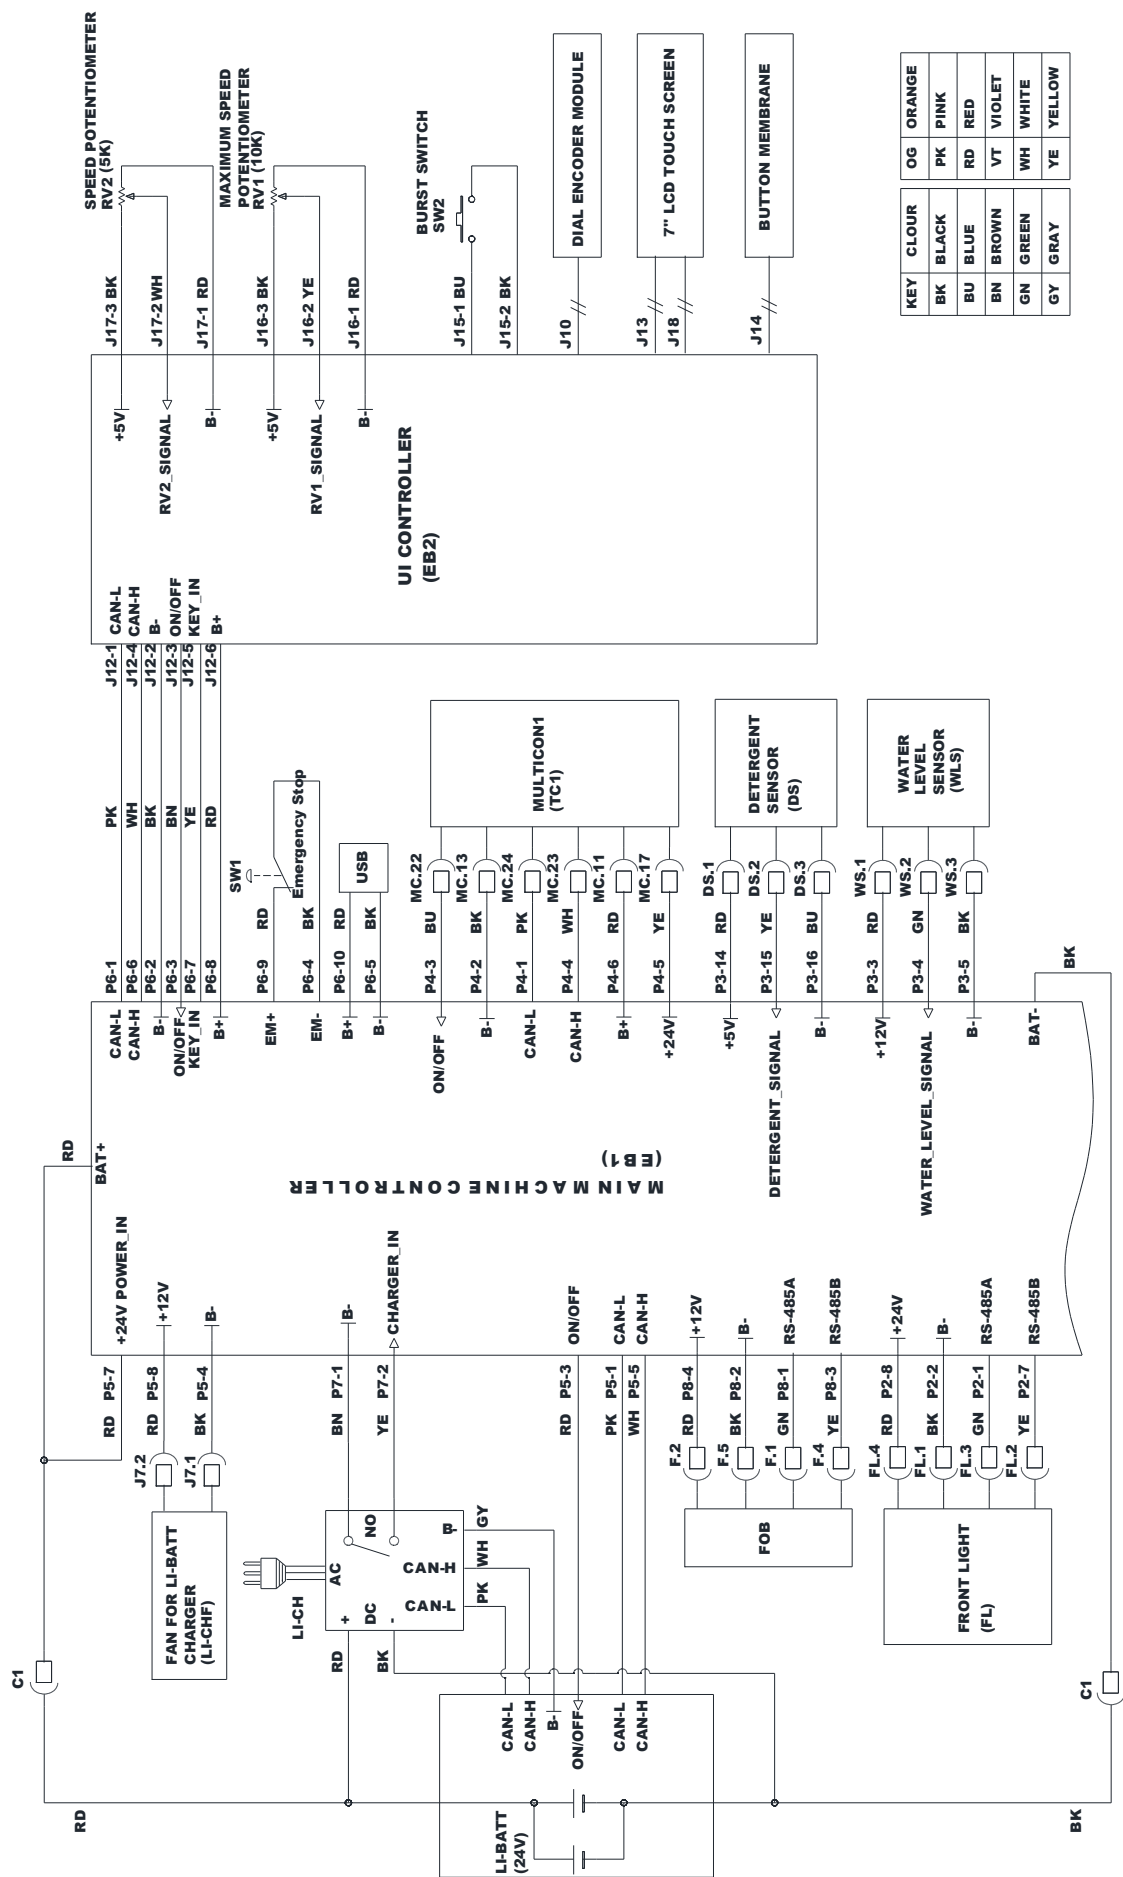 SPEED POTENTIOMETER
RV2 (5K)
MAXIMUM SPEED
POTENTIOMETER
RV1 (10K)
BURST SWITCH
SW2
DIAL ENCODER MODULE
7" LCD TOUCH SCREEN
BUTTON MEMBRANE
J17-3 BK
J17-2 WH
J17-1 RD
J16-3 BK
J16-2 YE
J16-1 RD
J15-1 BU
J15-2 BK
J10
J13
J18
J14
KEY CLOUR
BK BLACK
BU BLUE
BN BROWN
GN GREEN
GY GRAY
OG ORANGE
PK PINK
RD RED
VT VIOLET
WH WHITE
YE YELLOW
+5V
RV2_SIGNAL
B-
+5V
RV1_SIGNAL
B-
UI CONTROLLER
(EB2)
CAN-L
CAN-H
B-
ON/OFF
KEY_IN
B+
J12-1
J12-4
J12-2
J12-3
J12-5
J12-6
PK
WH
BK
BN
YE
RD
P6-1
P6-6
P6-2
P6-3
P6-7
P6-8
CAN-L
CAN-H
B-
ON/OFF
KEY_IN
B+
SW1
Emergency Stop
P6-9 RD
P6-4 BK
EM+
EM-
USB
P6-10 RD
P6-5 BK
B+
B-
MULTICON1
(TC1)
P4-3 BU MC.22
P4-2 BK MC.13
P4-1 PK MC.24
P4-4 WH MC.23
P4-6 RD MC.11
P4-5 YE MC.17
ON/OFF
B-
CAN-L
CAN-H
B+
+24V
DETERGENT
SENSOR
(DS)
P3-14 RD DS.1
P3-15 YE DS.2
P3-16 BU DS.3
+5V
DETERGENT_SIGNAL
B-
WATER
LEVEL
SENSOR
(WLS)
P3-3 RD WS.1
P3-4 GN WS.2
P3-5 BK WS.3
+12V
WATER_LEVEL_SIGNAL
B-
BAT-
BK
RD
BAT+
MAIN MACHINE CONTROLLER
(EB1)
RD P5-7 +24V POWER_IN
J7.2 RD P5-8 +12V
J7.1 BK P5-4 B-
FAN FOR LI-BATT
CHARGER
(LI-CHF)
BN P7-1 B-
YE P7-2 CHARGER_IN
RD P5-3 ON/OFF
PK P5-1 CAN-L
WH P5-5 CAN-H
F.2 RD P8-4 +12V
F.5 BK P8-2 B-
F.1 GN P8-1 RS-485A
F.4 YE P8-3 RS-485B
FOB
FL.4 RD P2-8 +24V
FL.1 BK P2-2 B-
FL.3 GN P2-1 RS-485A
FL.2 YE P2-7 RS-485B
FRONT LIGHT
(FL)
LI-CH
AC
NO
+
DC
-
B-
CAN-H
CAN-L
GY
WH
PK
RD
BK
C1
C1
CAN-L
CAN-H
B-
ON/OFF
CAN-L
CAN-H
LI-BATT
(24V)
RD
BK